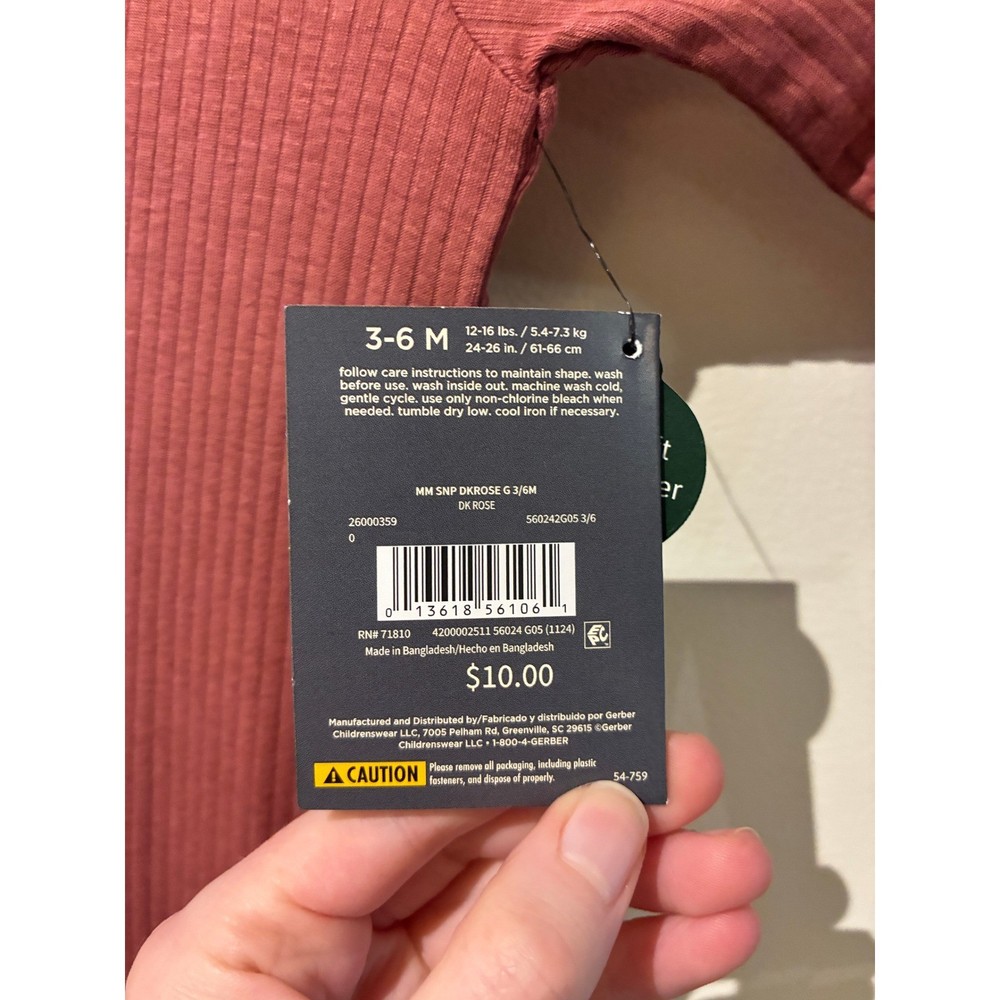 3-6 M
12-16 lbs. / 5.4-7.3 kg
24-26 in. / 61-66 cm
follow care instructions to maintain shape. wash
before use. wash inside out. machine wash cold,
gentle cycle. use only non-chlorine bleach when
needed. tumble dry low. cool iron if necessary.
MM SNP DKROSE G 3/6M
DK ROSE
26000359 560242G05 3/6
0
0 13618 56106 1
RN# 71810 4200002511 56024 G05 (1124)
Made in Bangladesh/Hecho en Bangladesh
$10.00
Manufactured and Distributed by/Fabricado y distribuido por Gerber
Childrenswear LLC, 7005 Pelham Rd, Greenville, SC 29615 ©Gerber
Childrenswear LLC • 1-800-4-GERBER
CAUTION Please remove all packaging, including plastic
fasteners, and dispose of properly.
54-759